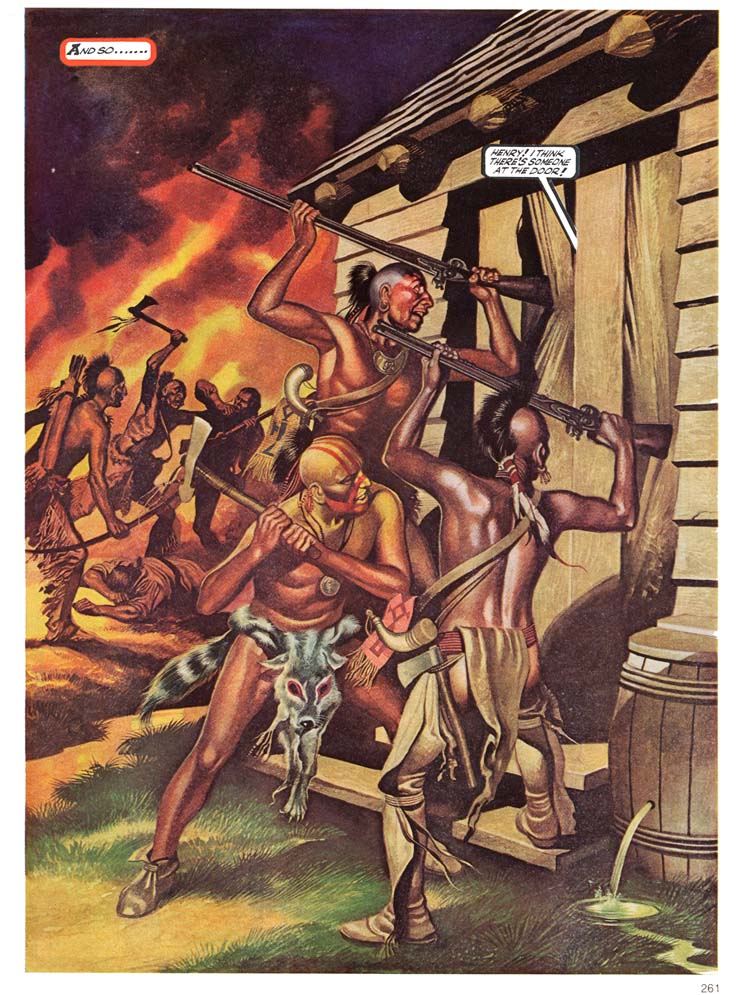 AND SO.......
HENRY! I THINK
THERE'S SOMEONE
AT THE DOOR!
261